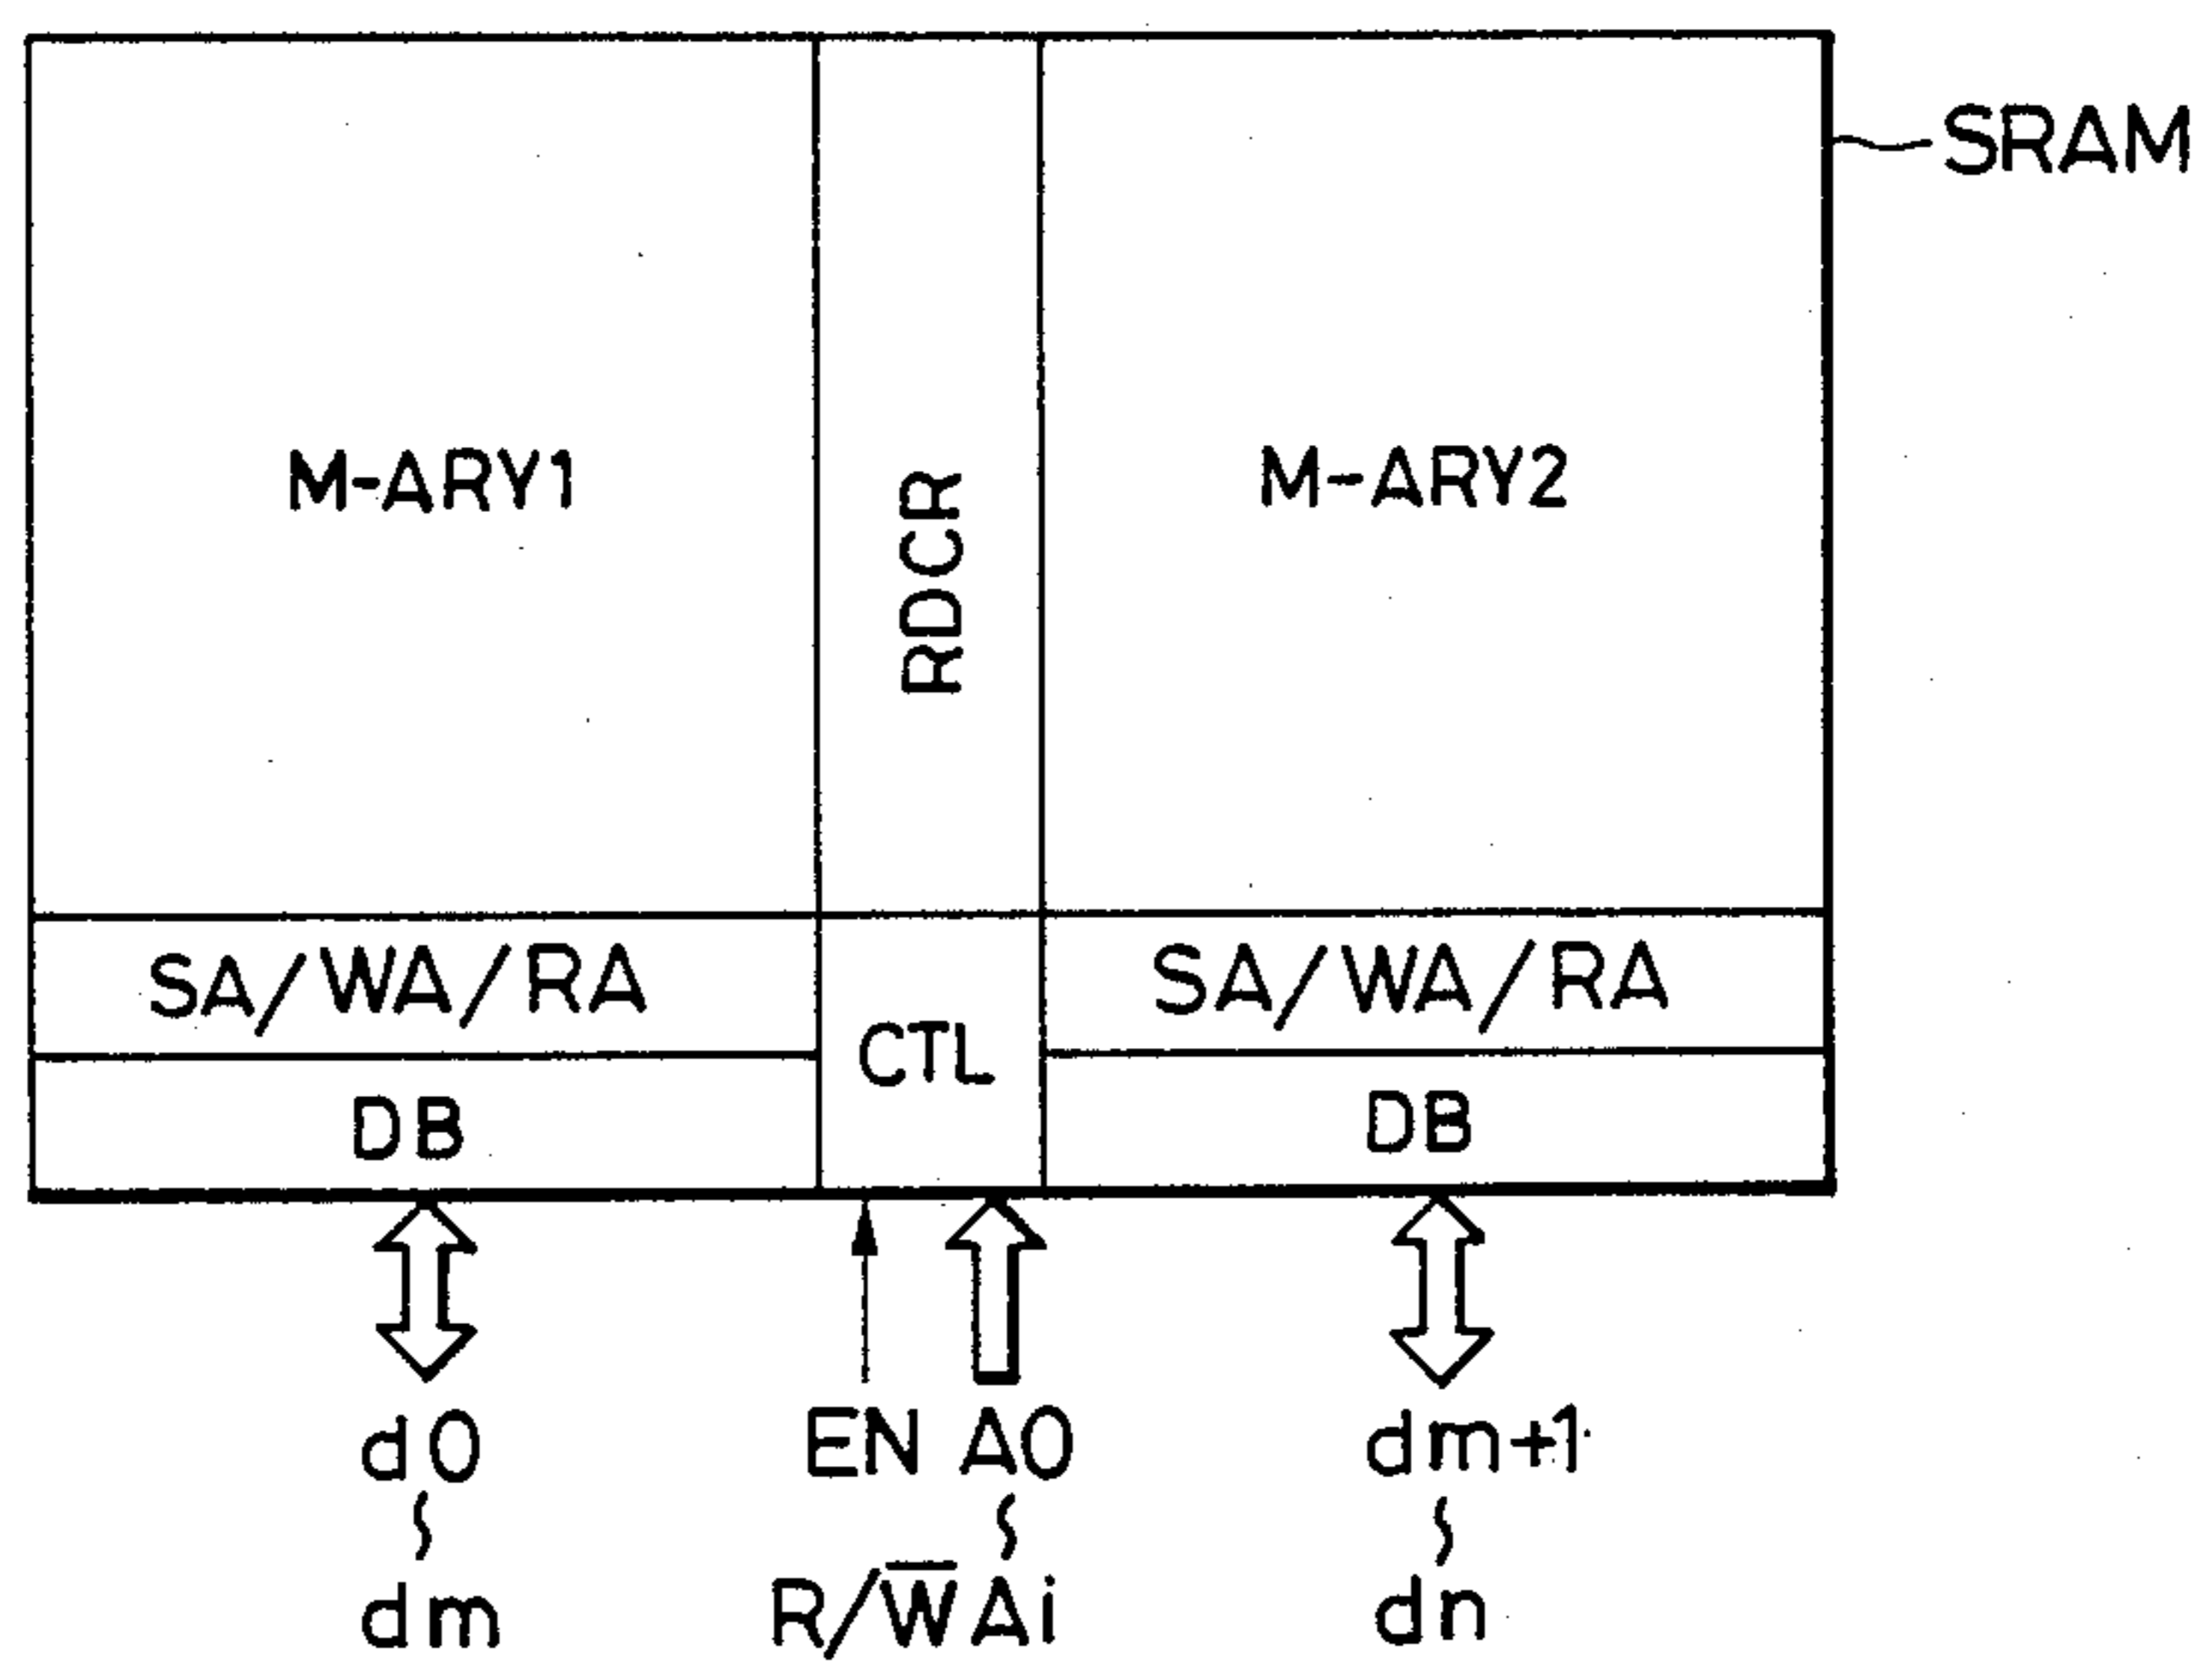 SRAM
M-ARY1
RDCR
M-ARY2
SA/WA/RA
CTL
SA/WA/RA
DB
DB
d0
~
dm
EN A0
~
R/W̅ Ai
dm+1
~
dn